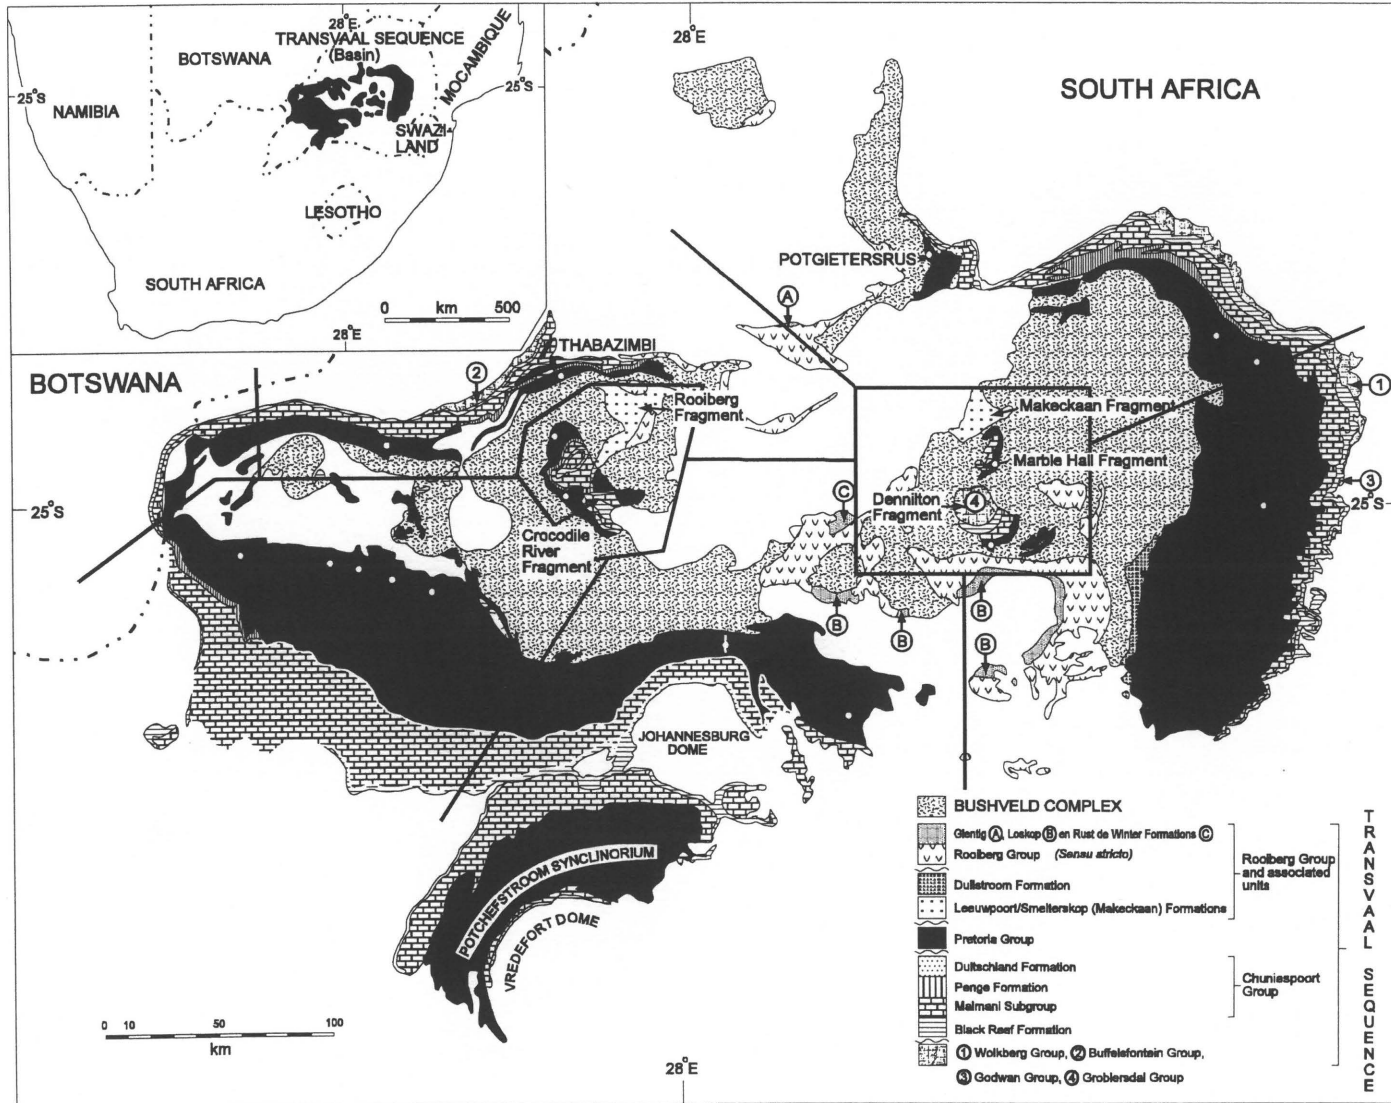 28°E
TRANSVAAL SEQUENCE
(Basin)
BOTSWANA
MOCAMBIQUE
25°S
25°S
NAMIBIA
SWAZI-
LAND
LESOTHO
SOUTH AFRICA
0 km 500
28°E
28°E
SOUTH AFRICA
POTGIETERSRUS
A
THABAZIMBI
BOTSWANA
2
1
Rooiberg
Fragment
Makeckaan Fragment
Marble Hall Fragment
3
25°S
25°S
C
Dennilton
Fragment
4
Crocodile
River
Fragment
B
B
B
B
JOHANNESBURG
DOME
POTCHEFSTROOM SYNCLINORIUM
VREDEFORT DOME
BUSHVELD COMPLEX
Glentig A, Loskop B en Rust de Winter Formations C
Rooiberg Group (Sensu stricto)
Dullstroom Formation
Leeuwpoort/Smelterskop (Makeckaan) Formations
Rooiberg Group
and associated
units
Pretoria Group
Duitschland Formation
Penge Formation
Malmani Subgroup
Chuniespoort
Group
Black Reef Formation
1 Wolkberg Group, 2 Buffelsfontein Group,
3 Godwan Group, 4 Groblersdal Group
TRANSVAAL SEQUENCE
0 10 50 100
km
28°E